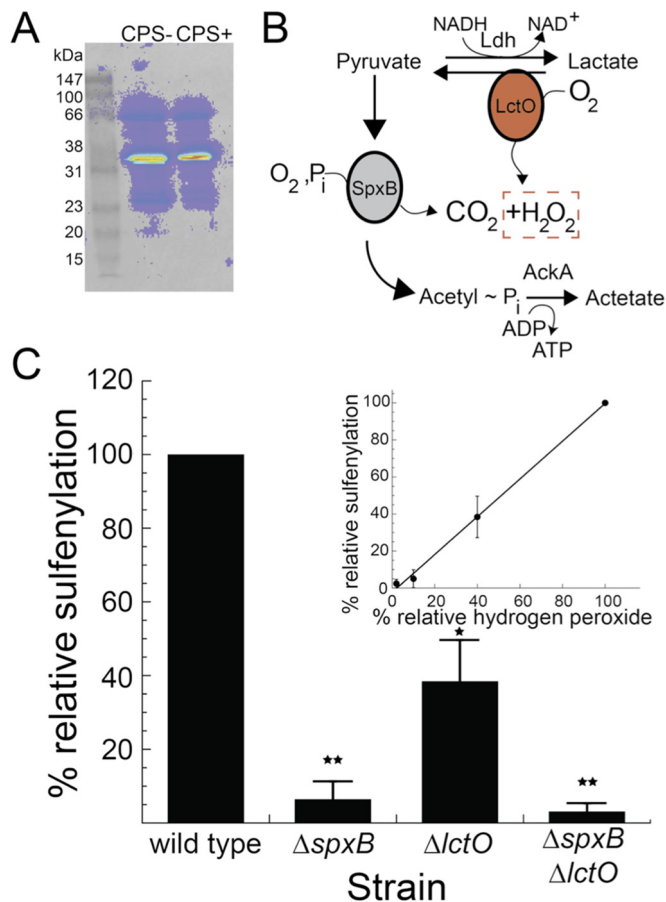 A
CPS- CPS+
kDa
147
100
66
38
31
23
20
15
B
NADH NAD+
Ldh
Pyruvate Lactate
LctO O2
O2 ,Pi SpxB
CO2 +H2O2
AckA
Acetyl ~ Pi Actetate
ADP
ATP
C
% relative sulfenylation
120
100
80
60
40
20
% relative sulfenylation
100
80
60
40
20
0
0 20 40 60 80 100
% relative hydrogen peroxide
★
★★
★★
wild type ΔspxB ΔlctO ΔspxB
ΔlctO
Strain